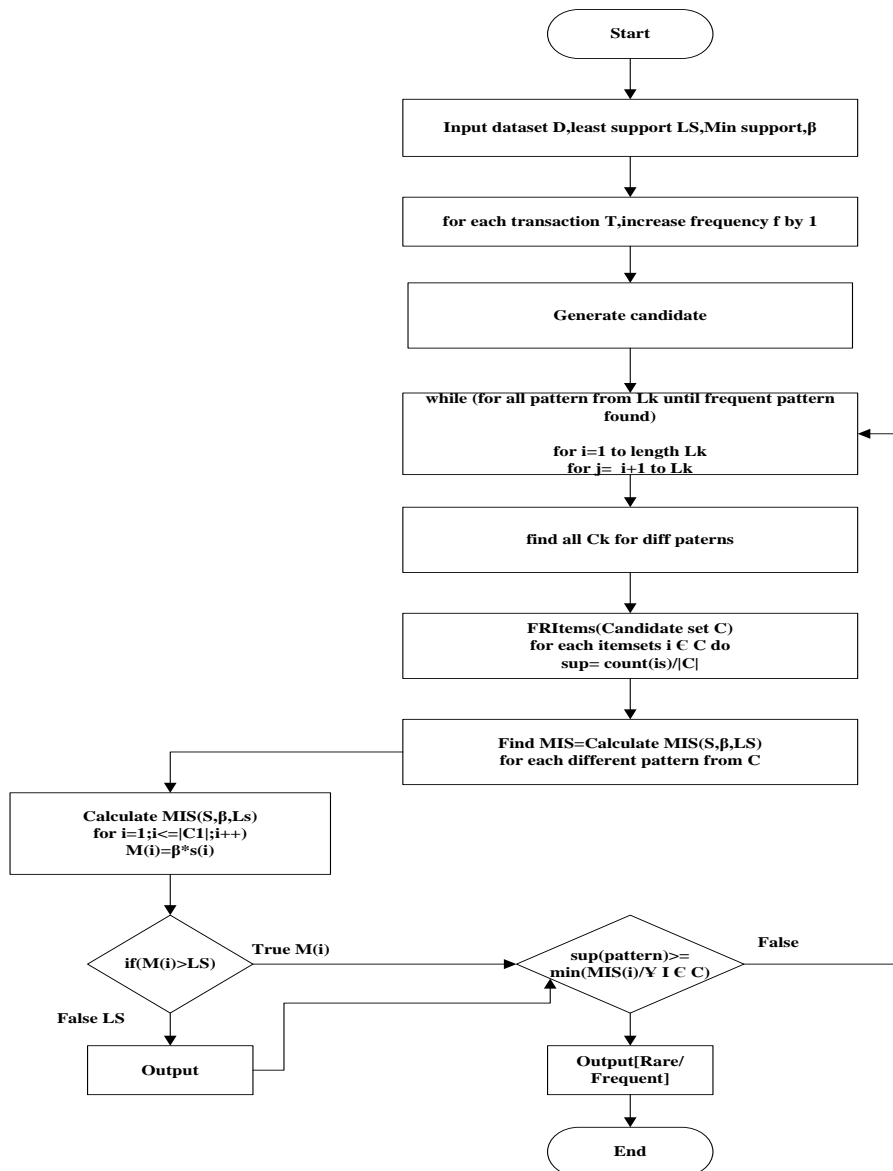 Start
Input dataset D,least support LS,Min support,β
for each transaction T,increase frequency f by 1
Generate candidate
while (for all pattern from Lk until frequent pattern
found)
for i=1 to length Lk
for j= i+1 to Lk
find all Ck for diff paterns
FRItems(Candidate set C)
for each itemsets i Є C do
sup= count(is)/|C|
Find MIS=Calculate MIS(S,β,LS)
for each different pattern from C
Calculate MIS(S,β,Ls)
for i=1;i<=|C1|;i++)
M(i)=β*s(i)
if(M(i)>LS)
True M(i)
sup(pattern)>=
min(MIS(i)/¥ I Є C)
False
False LS
Output
Output[Rare/
Frequent]
End